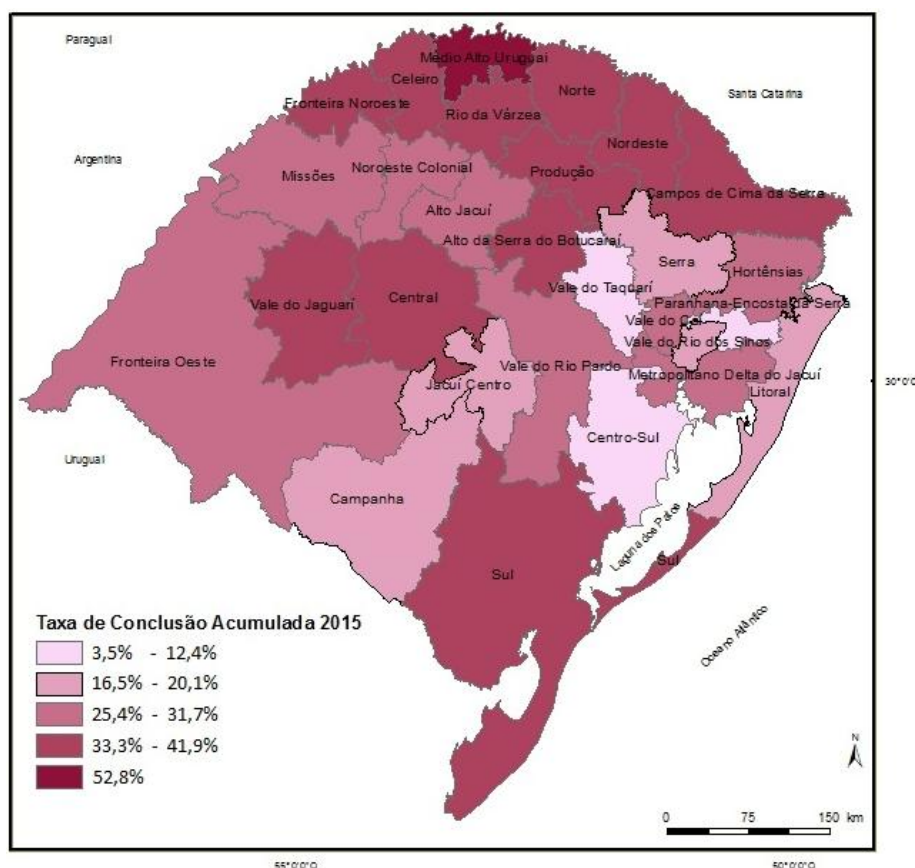 Paraguai
Médio Alto Uruguai
Celeiro
Norte
Santa Catarina
Fronteira Noroeste
Rio da Várzea
Nordeste
Argentina
Noroeste Colonial
Produção
Missões
Campos de Cima da Serra
Alto Jacuí
Alto da Serra do Botucaraí
Serra
Hortênsias
Vale do Taquari
Central
Vale do Jaguari
Paranhana-Encosta da Serra
Vale do Caí
Vale do Rio dos Sinos
Fronteira Oeste
Vale do Rio Pardo
Metropolitano Delta do Jacuí
Jacuí Centro
Litoral
30°0'0
Centro-Sul
Uruguai
Campanha
Laguna dos Patos
Sul
Sul
Oceano Atlântico
Taxa de Conclusão Acumulada 2015
3,5% - 12,4%
16,5% - 20,1%
25,4% - 31,7%
33,3% - 41,9%
52,8%
N
0 75 150 km
55°0'0"O
50°0'0"O